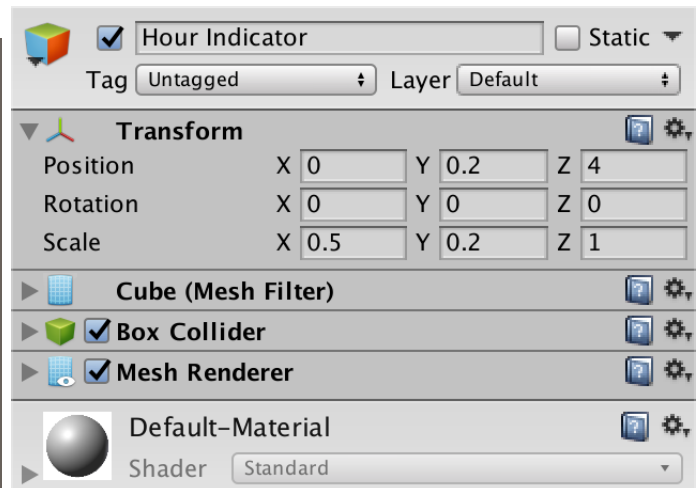 Hour Indicator Static
Tag Untagged Layer Default
Transform
Position X 0 Y 0.2 Z 4
Rotation X 0 Y 0 Z 0
Scale X 0.5 Y 0.2 Z 1
Cube (Mesh Filter)
Box Collider
Mesh Renderer
Default-Material
Shader Standard